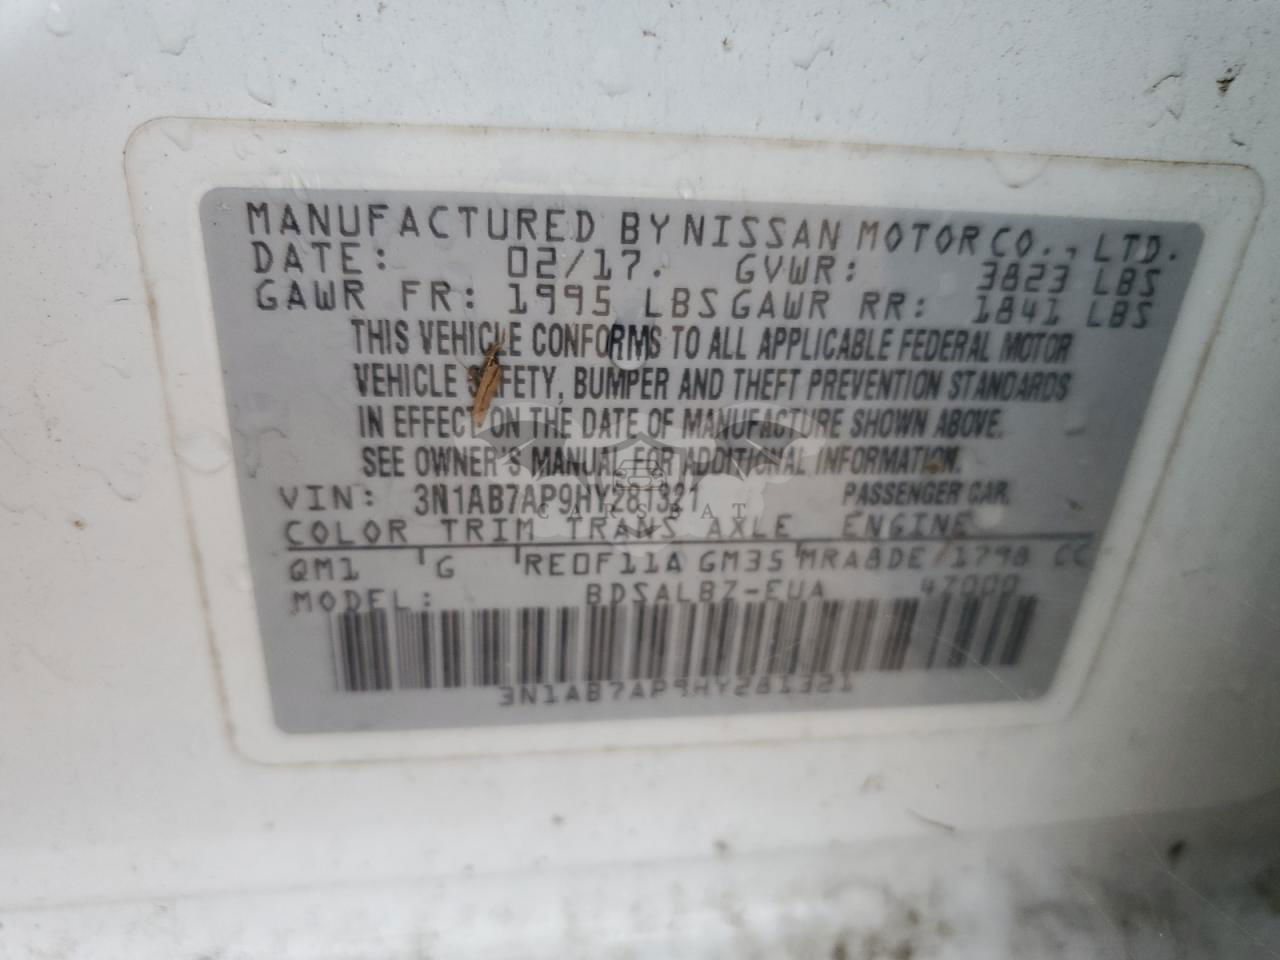 MANUFACTURED BY NISSAN MOTOR CO., LTD.
DATE: 02/17. GVWR: 3823 LBS
GAWR FR: 1995 LBS GAWR RR: 1841 LBS
THIS VEHICLE CONFORMS TO ALL APPLICABLE FEDERAL MOTOR
VEHICLE SAFETY, BUMPER AND THEFT PREVENTION STANDARDS
IN EFFECT ON THE DATE OF MANUFACTURE SHOWN ABOVE.
SEE OWNER'S MANUAL FOR ADDITIONAL INFORMATION.
VIN: 3N1AB7AP9HY281321 PASSENGER CAR.
CARSBAT
COLOR TRIM TRANS AXLE ENGINE
QM1 G RE0F11A GM35 MRA8DE/1798 CC
MODEL: BDSALBZ-EUA 4Z000
3N1AB7AP9HY281321